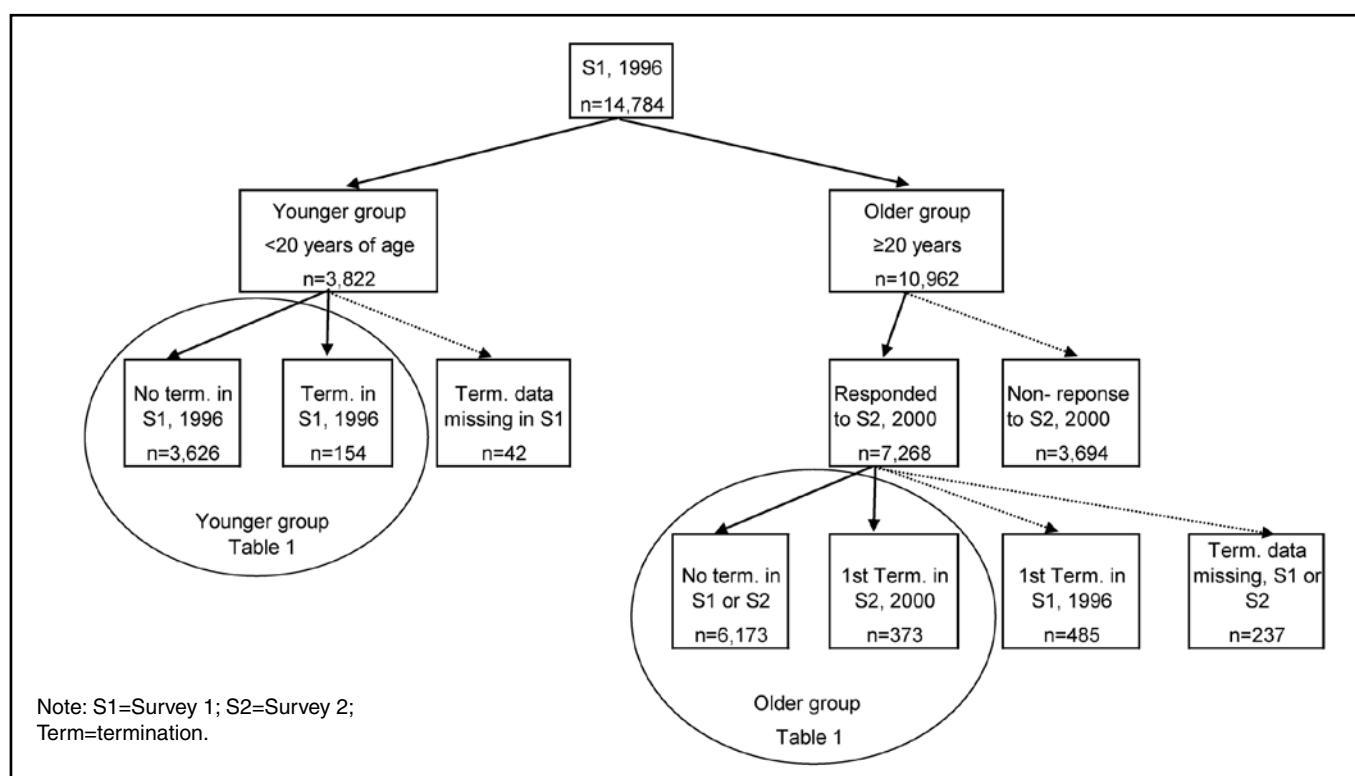 S1, 1996
n=14,784
Younger group
<20 years of age
n=3,822
Older group
≥20 years
n=10,962
No term. in
S1, 1996
n=3,626
Term. in
S1, 1996
n=154
Term. data
missing in S1
n=42
Younger group
Table 1
Responded
to S2, 2000
n=7,268
Non- reponse
to S2, 2000
n=3,694
No term. in
S1 or S2
n=6,173
1st Term. in
S2, 2000
n=373
1st Term. in
S1, 1996
n=485
Term. data
missing, S1 or
S2
n=237
Older group
Table 1
Note: S1=Survey 1; S2=Survey 2;
Term=termination.